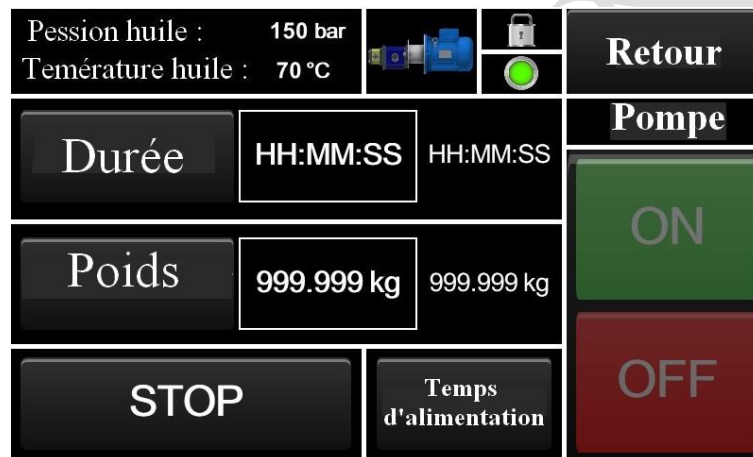 Pession huile : 150 bar
Temérature huile : 70 °C
Retour
Pompe
Durée HH:MM:SS HH:MM:SS
ON
Poids 999.999 kg 999.999 kg
OFF
STOP
Temps
d'alimentation